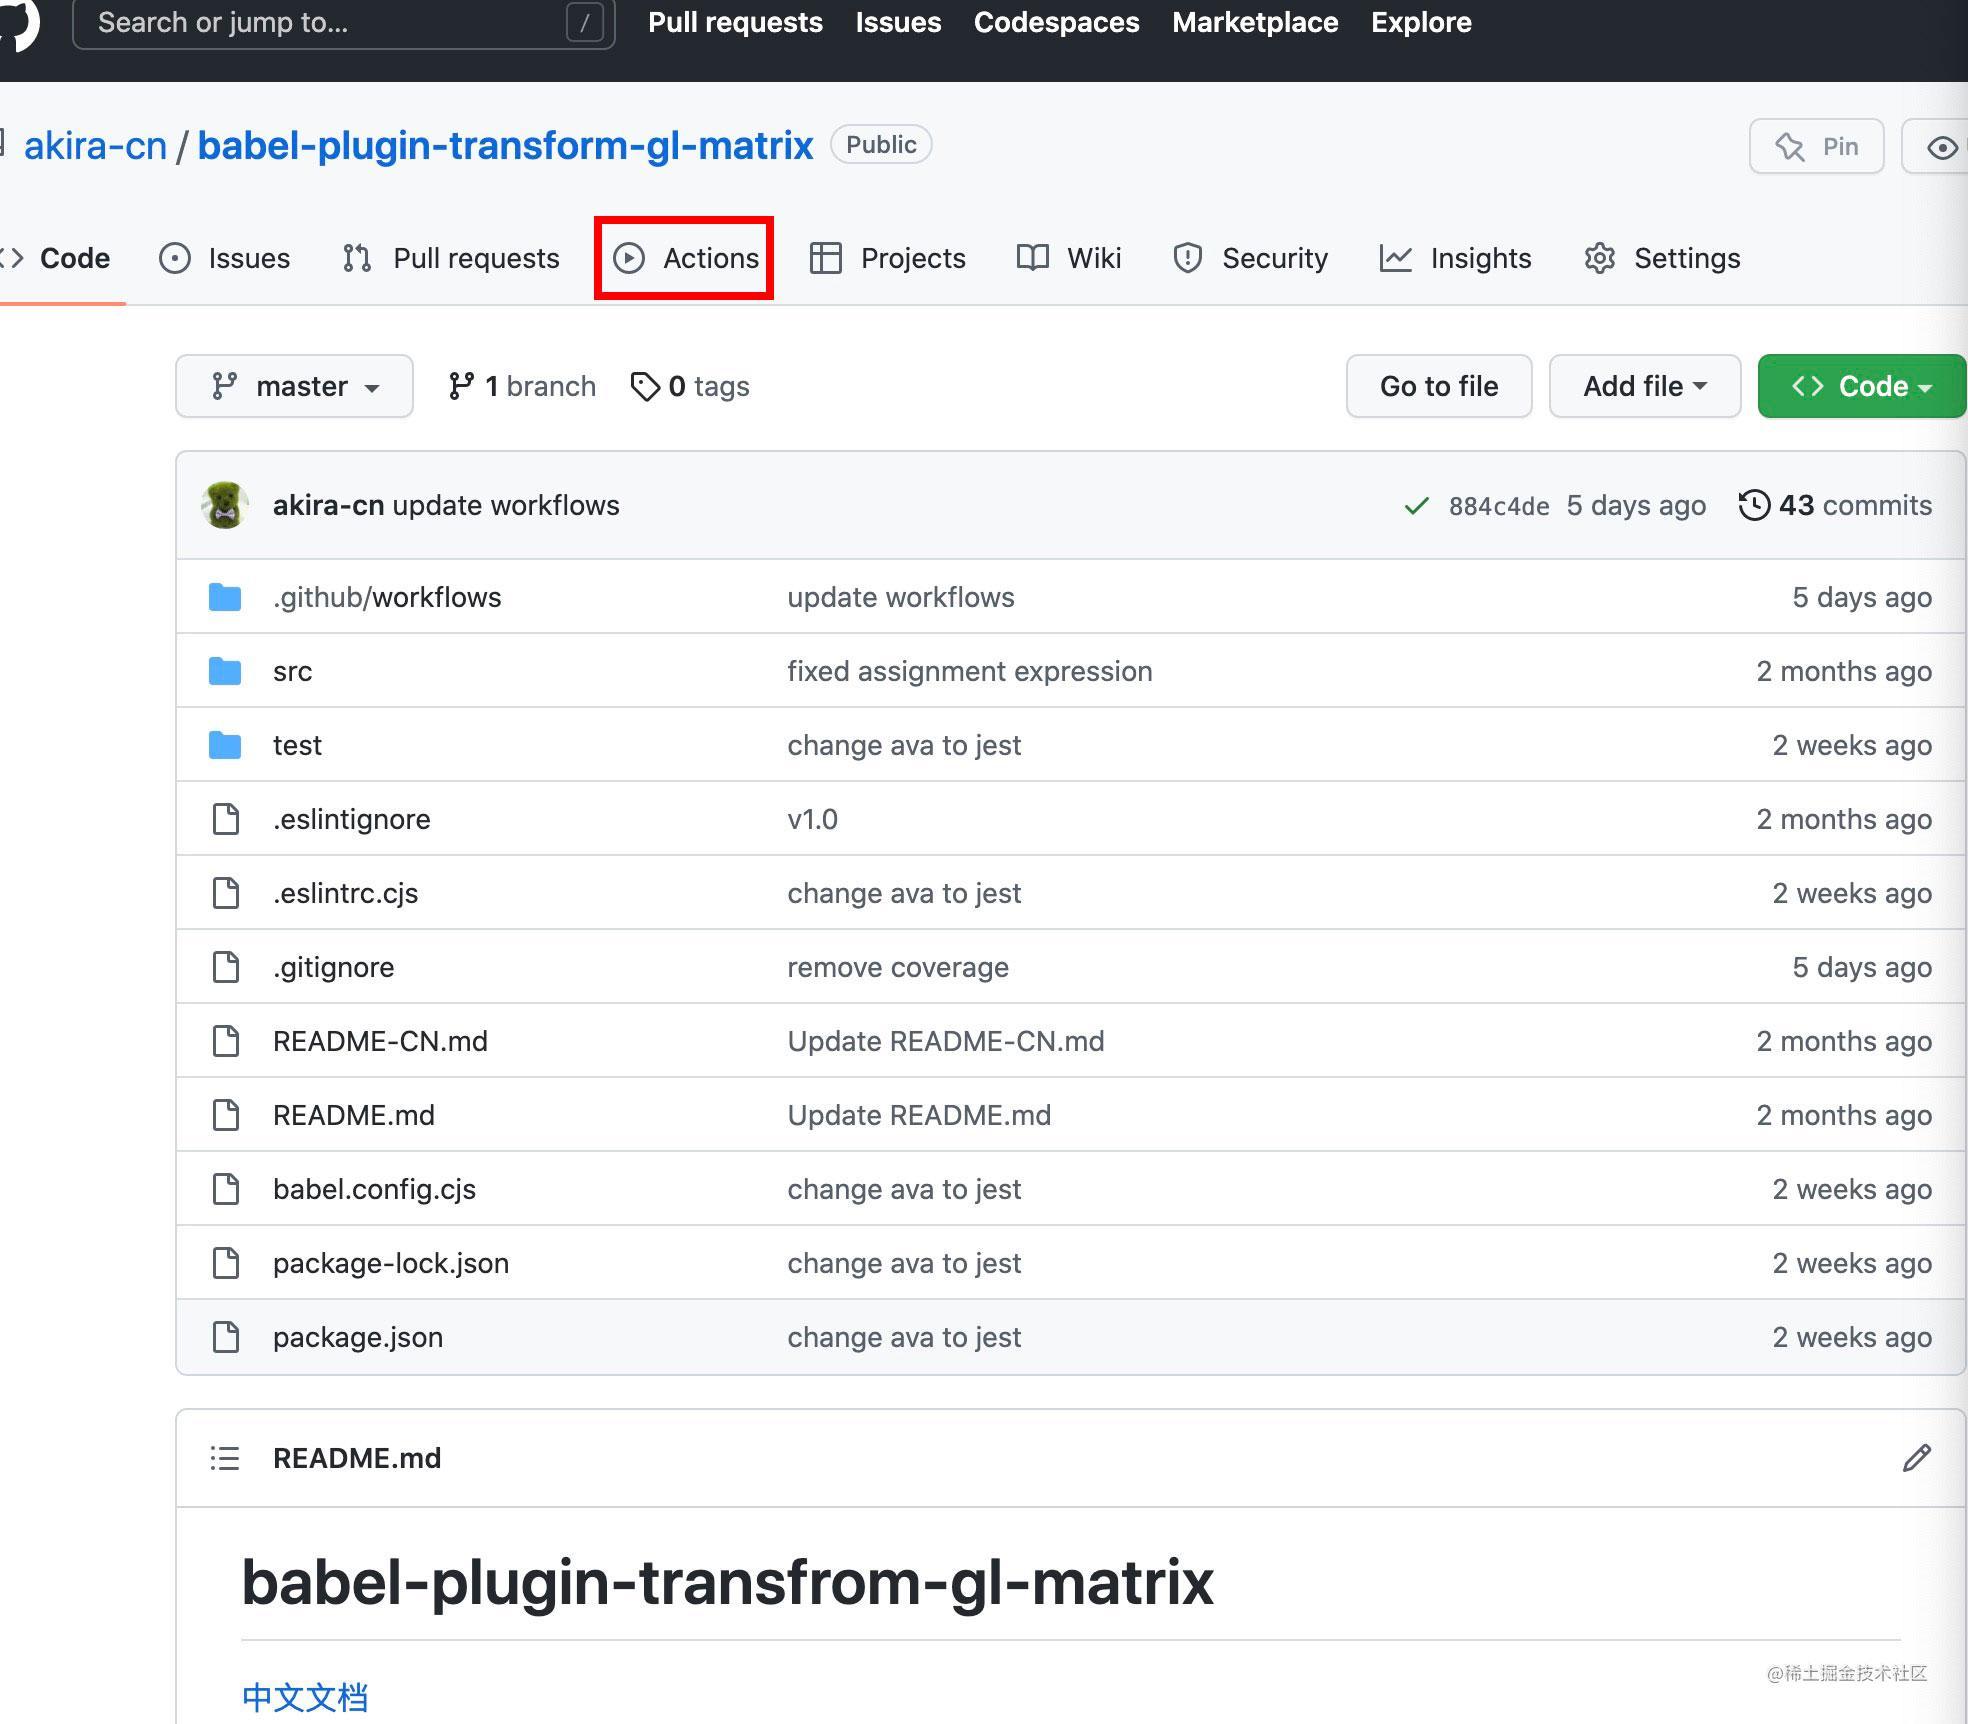 Search or jump to... / Pull requests Issues Codespaces Marketplace Explore
akira-cn / babel-plugin-transform-gl-matrix Public Pin
Code Issues Pull requests Actions Projects Wiki Security Insights Settings
master 1 branch 0 tags Go to file Add file Code
akira-cn update workflows 884c4de 5 days ago 43 commits
.github/workflows update workflows 5 days ago
src fixed assignment expression 2 months ago
test change ava to jest 2 weeks ago
.eslintignore v1.0 2 months ago
.eslintrc.cjs change ava to jest 2 weeks ago
.gitignore remove coverage 5 days ago
README-CN.md Update README-CN.md 2 months ago
README.md Update README.md 2 months ago
babel.config.cjs change ava to jest 2 weeks ago
package-lock.json change ava to jest 2 weeks ago
package.json change ava to jest 2 weeks ago
README.md
babel-plugin-transfrom-gl-matrix
@稀土掘金技术社区
中文文档